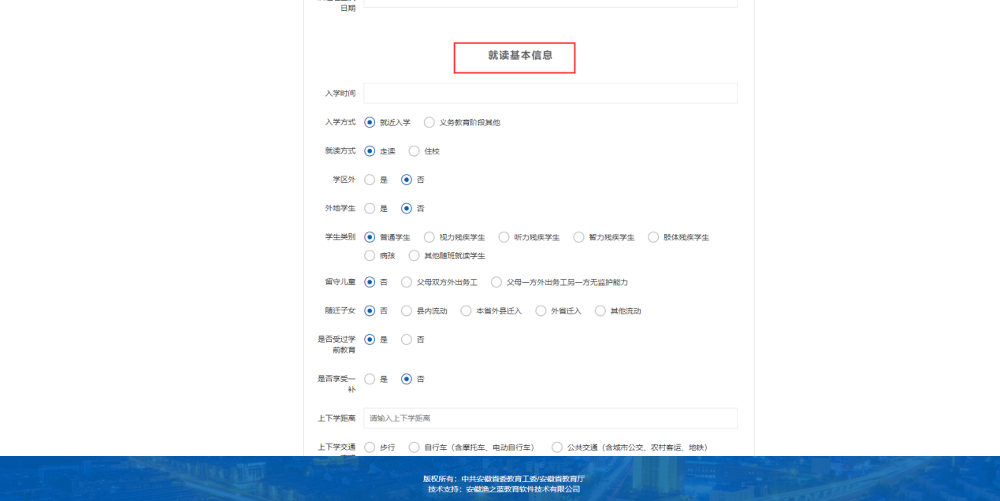 日期
就读基本信息
入学时间
入学方式 就近入学 义务教育阶段其他
就读方式 走读 住校
学区外 是 否
外地学生 是 否
学生类别 普通学生 视力残疾学生 听力残疾学生 智力残疾学生 肢体残疾学生
病孩 其他随班就读学生
留守儿童 否 父母双方外出务工 父母一方外出务工另一方无监护能力
随迁子女 否 县内流动 本省外县迁入 外省迁入 其他流动
是否受过学 是 否
前教育
是否享受一 是 否
补
上下学距离 请输入上下学距离
上下学交通 步行 自行车（含摩托车、电动自行车） 公共交通（含城市公交、农村客运、地铁）
版权所有：中共安徽省委教育工委/安徽省教育厅
技术支持：安徽渔之蓝教育软件技术有限公司